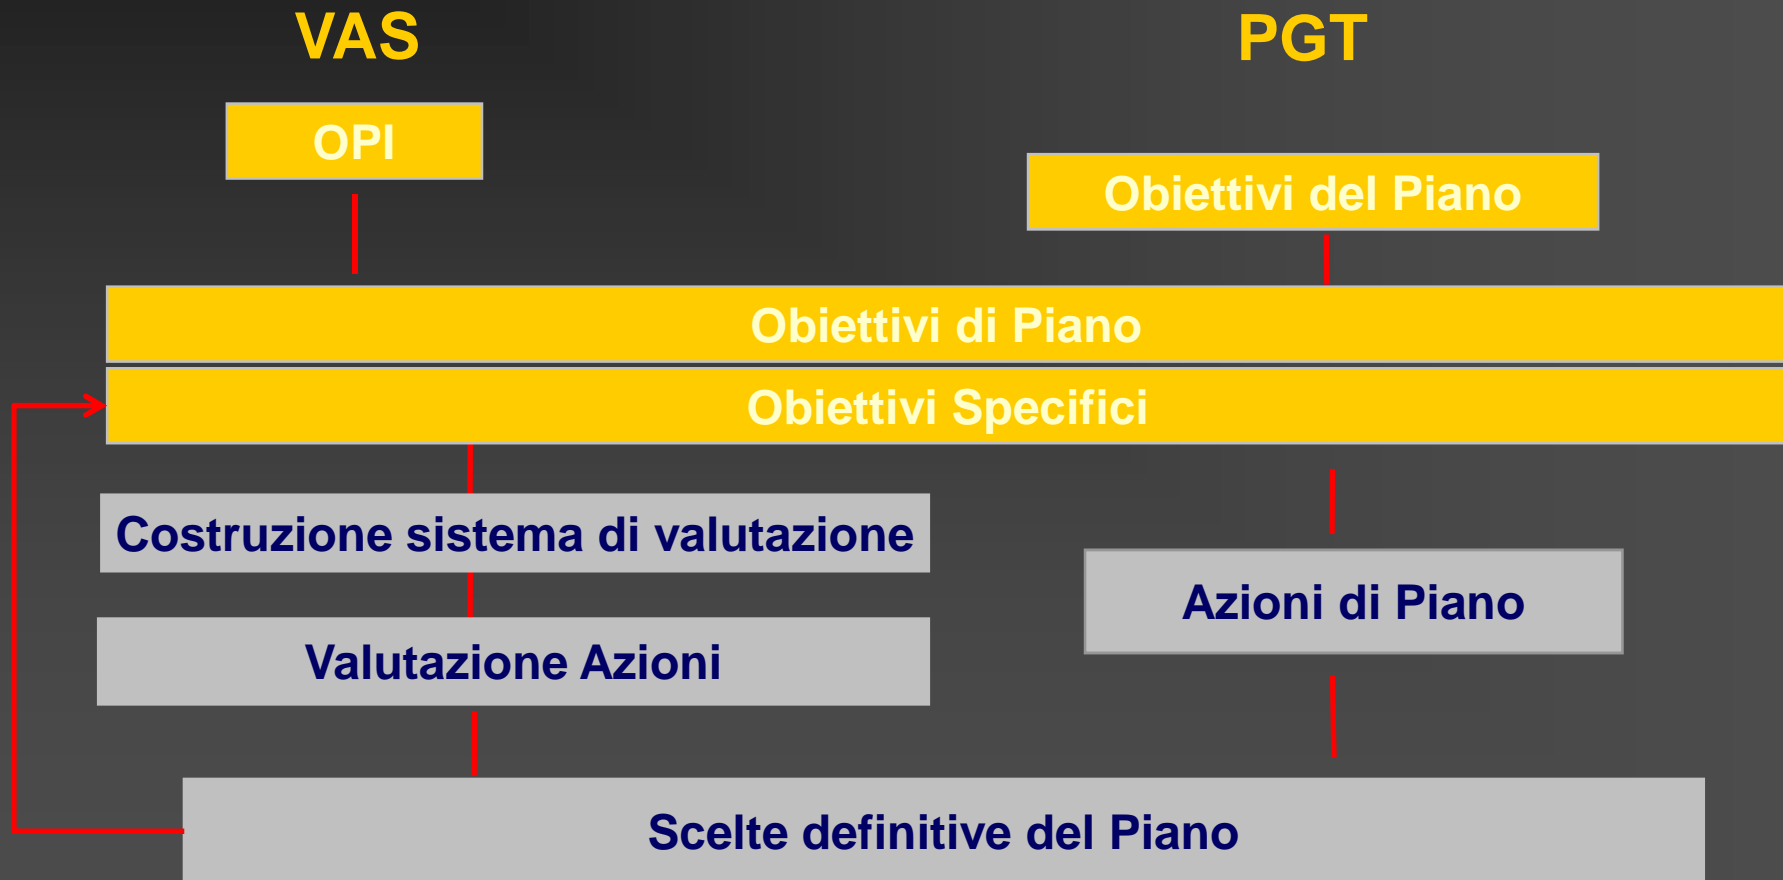 VAS
PGT
OPI
Obiettivi del Piano
Obiettivi di Piano
Obiettivi Specifici
Costruzione sistema di valutazione
Azioni di Piano
Valutazione Azioni
Scelte definitive del Piano